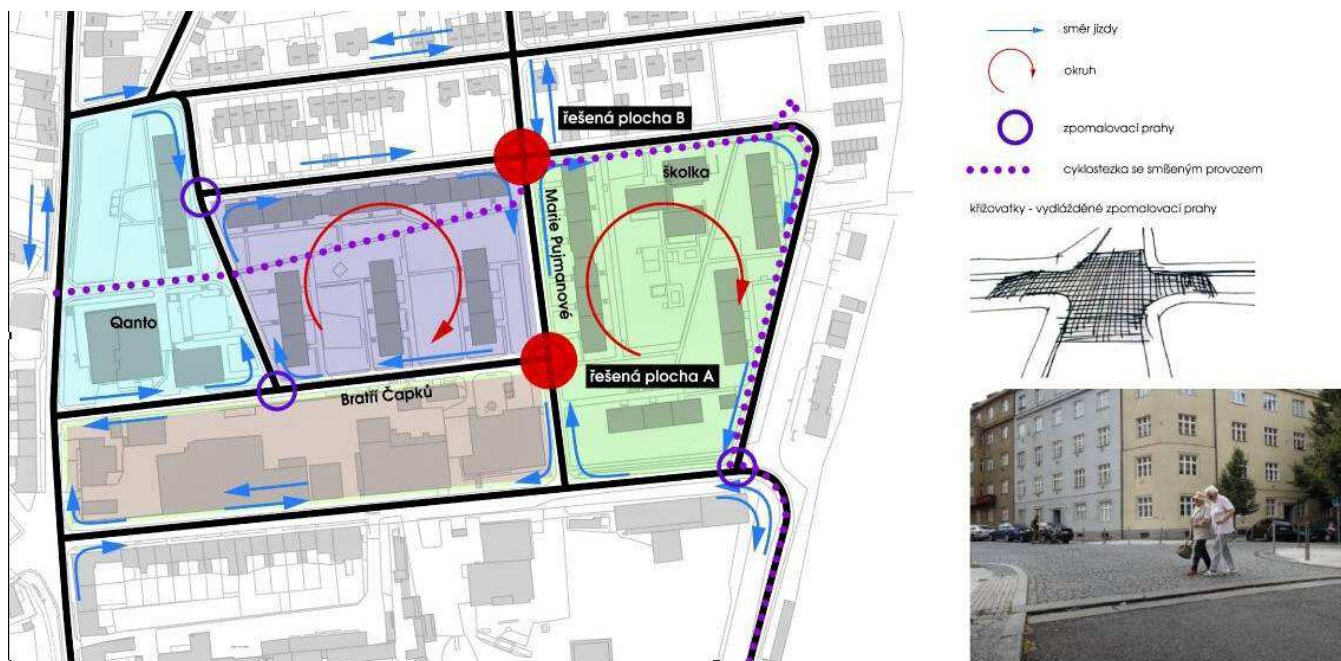 řešená plocha B
školka
Marie Pujmanové
Qanto
řešená plocha A
Bratří Čapků
směr jízdy
okruh
zpomalovací prahy
cyklostezka se smíšeným provozem
křižovatky - vydlážděné zpomalovací prahy